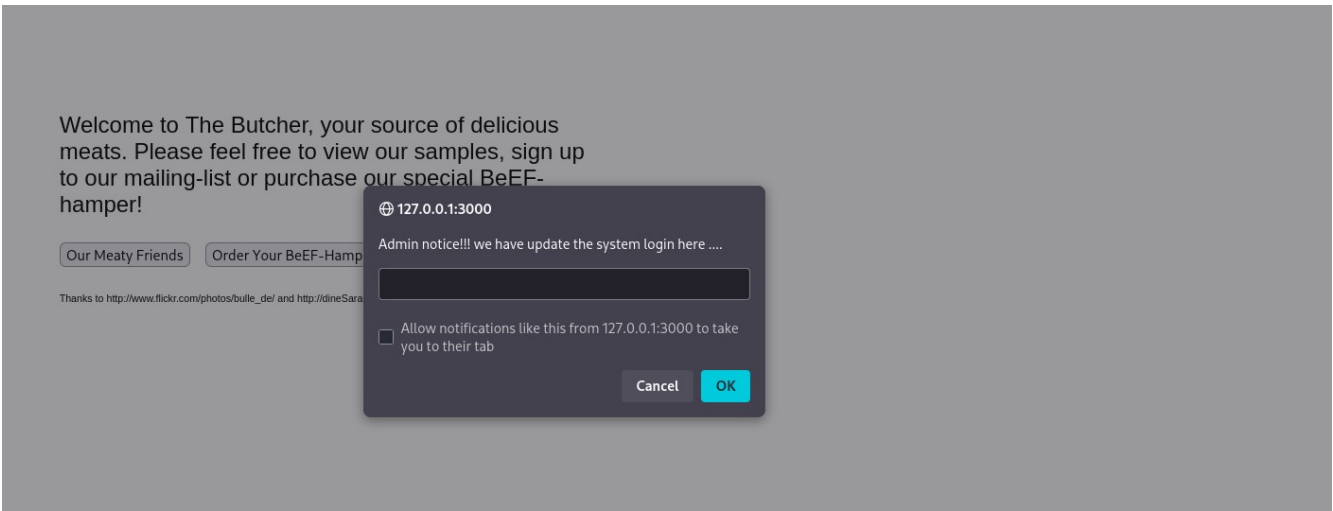 Welcome to The Butcher, your source of delicious
meats. Please feel free to view our samples, sign up
to our mailing-list or purchase our special BeEF-
hamper!
127.0.0.1:3000
Admin notice!!! we have update the system login here ....
Our Meaty Friends
Order Your BeEF-Hamp
Thanks to http://www.flickr.com/photos/bulle_de/ and http://dineSara
Allow notifications like this from 127.0.0.1:3000 to take
you to their tab
Cancel
OK